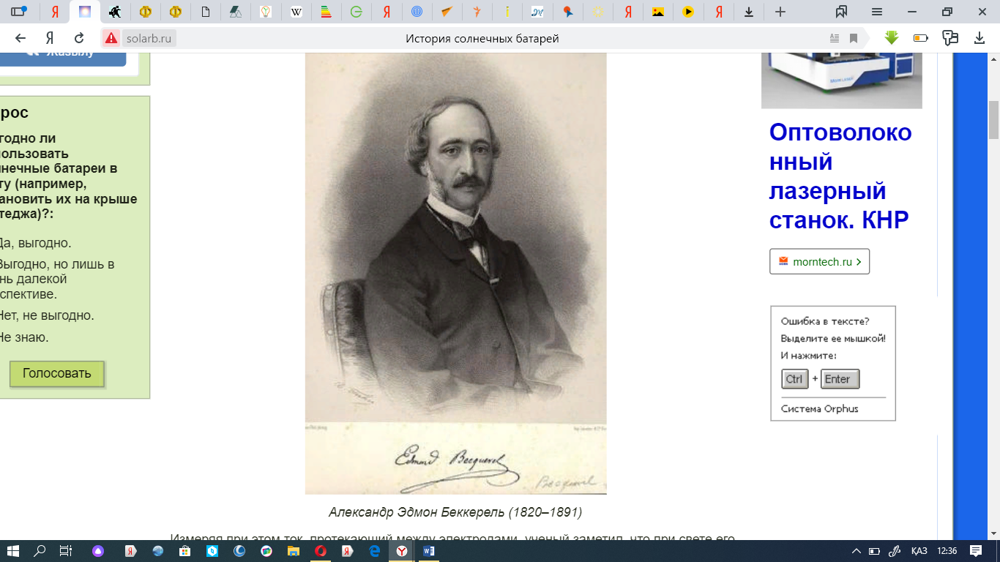 solarb.ru
История солнечных батарей
Жазылу
рос
годно ли
пользовать
нечные батареи в
ту (например,
ановить их на крыше
теджа)?:
Да, выгодно.
Выгодно, но лишь в
нь далекой
спективе.
Нет, не выгодно.
Не знаю.
Голосовать
Edmond Becquerel
Becquerel
Александр Эдмон Беккерель (1820–1891)
Измеряя при этом ток, протекающий между электродами, ученый заметил, что при свете его
Оптоволоко
нный
лазерный
станок. КНР
morntech.ru
Ошибка в тексте?
Выделите ее мышкой!
И нажмите:
Ctrl + Enter
Система Orphus
ҚАЗ 12:36